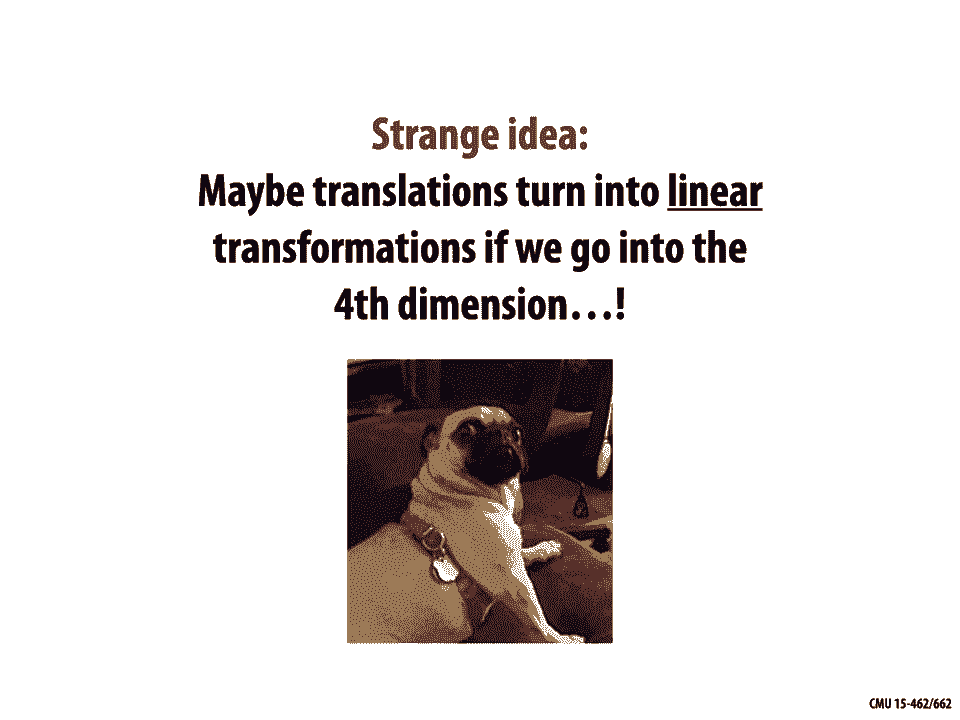 Strange idea:
Maybe translations turn into linear
transformations if we go into the
4th dimension…!
CMU 15-462/662